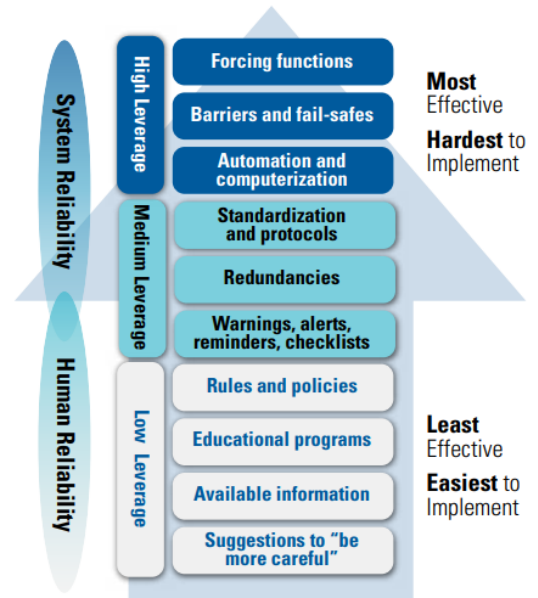 System Reliability
Human Reliability
High Leverage
Forcing functions
Barriers and fail-safes
Automation and
computerization
Medium Leverage
Standardization
and protocols
Redundancies
Warnings, alerts,
reminders, checklists
Low Leverage
Rules and policies
Educational programs
Available information
Suggestions to “be
more careful”
Most
Effective
Hardest to
Implement
Least
Effective
Easiest to
Implement